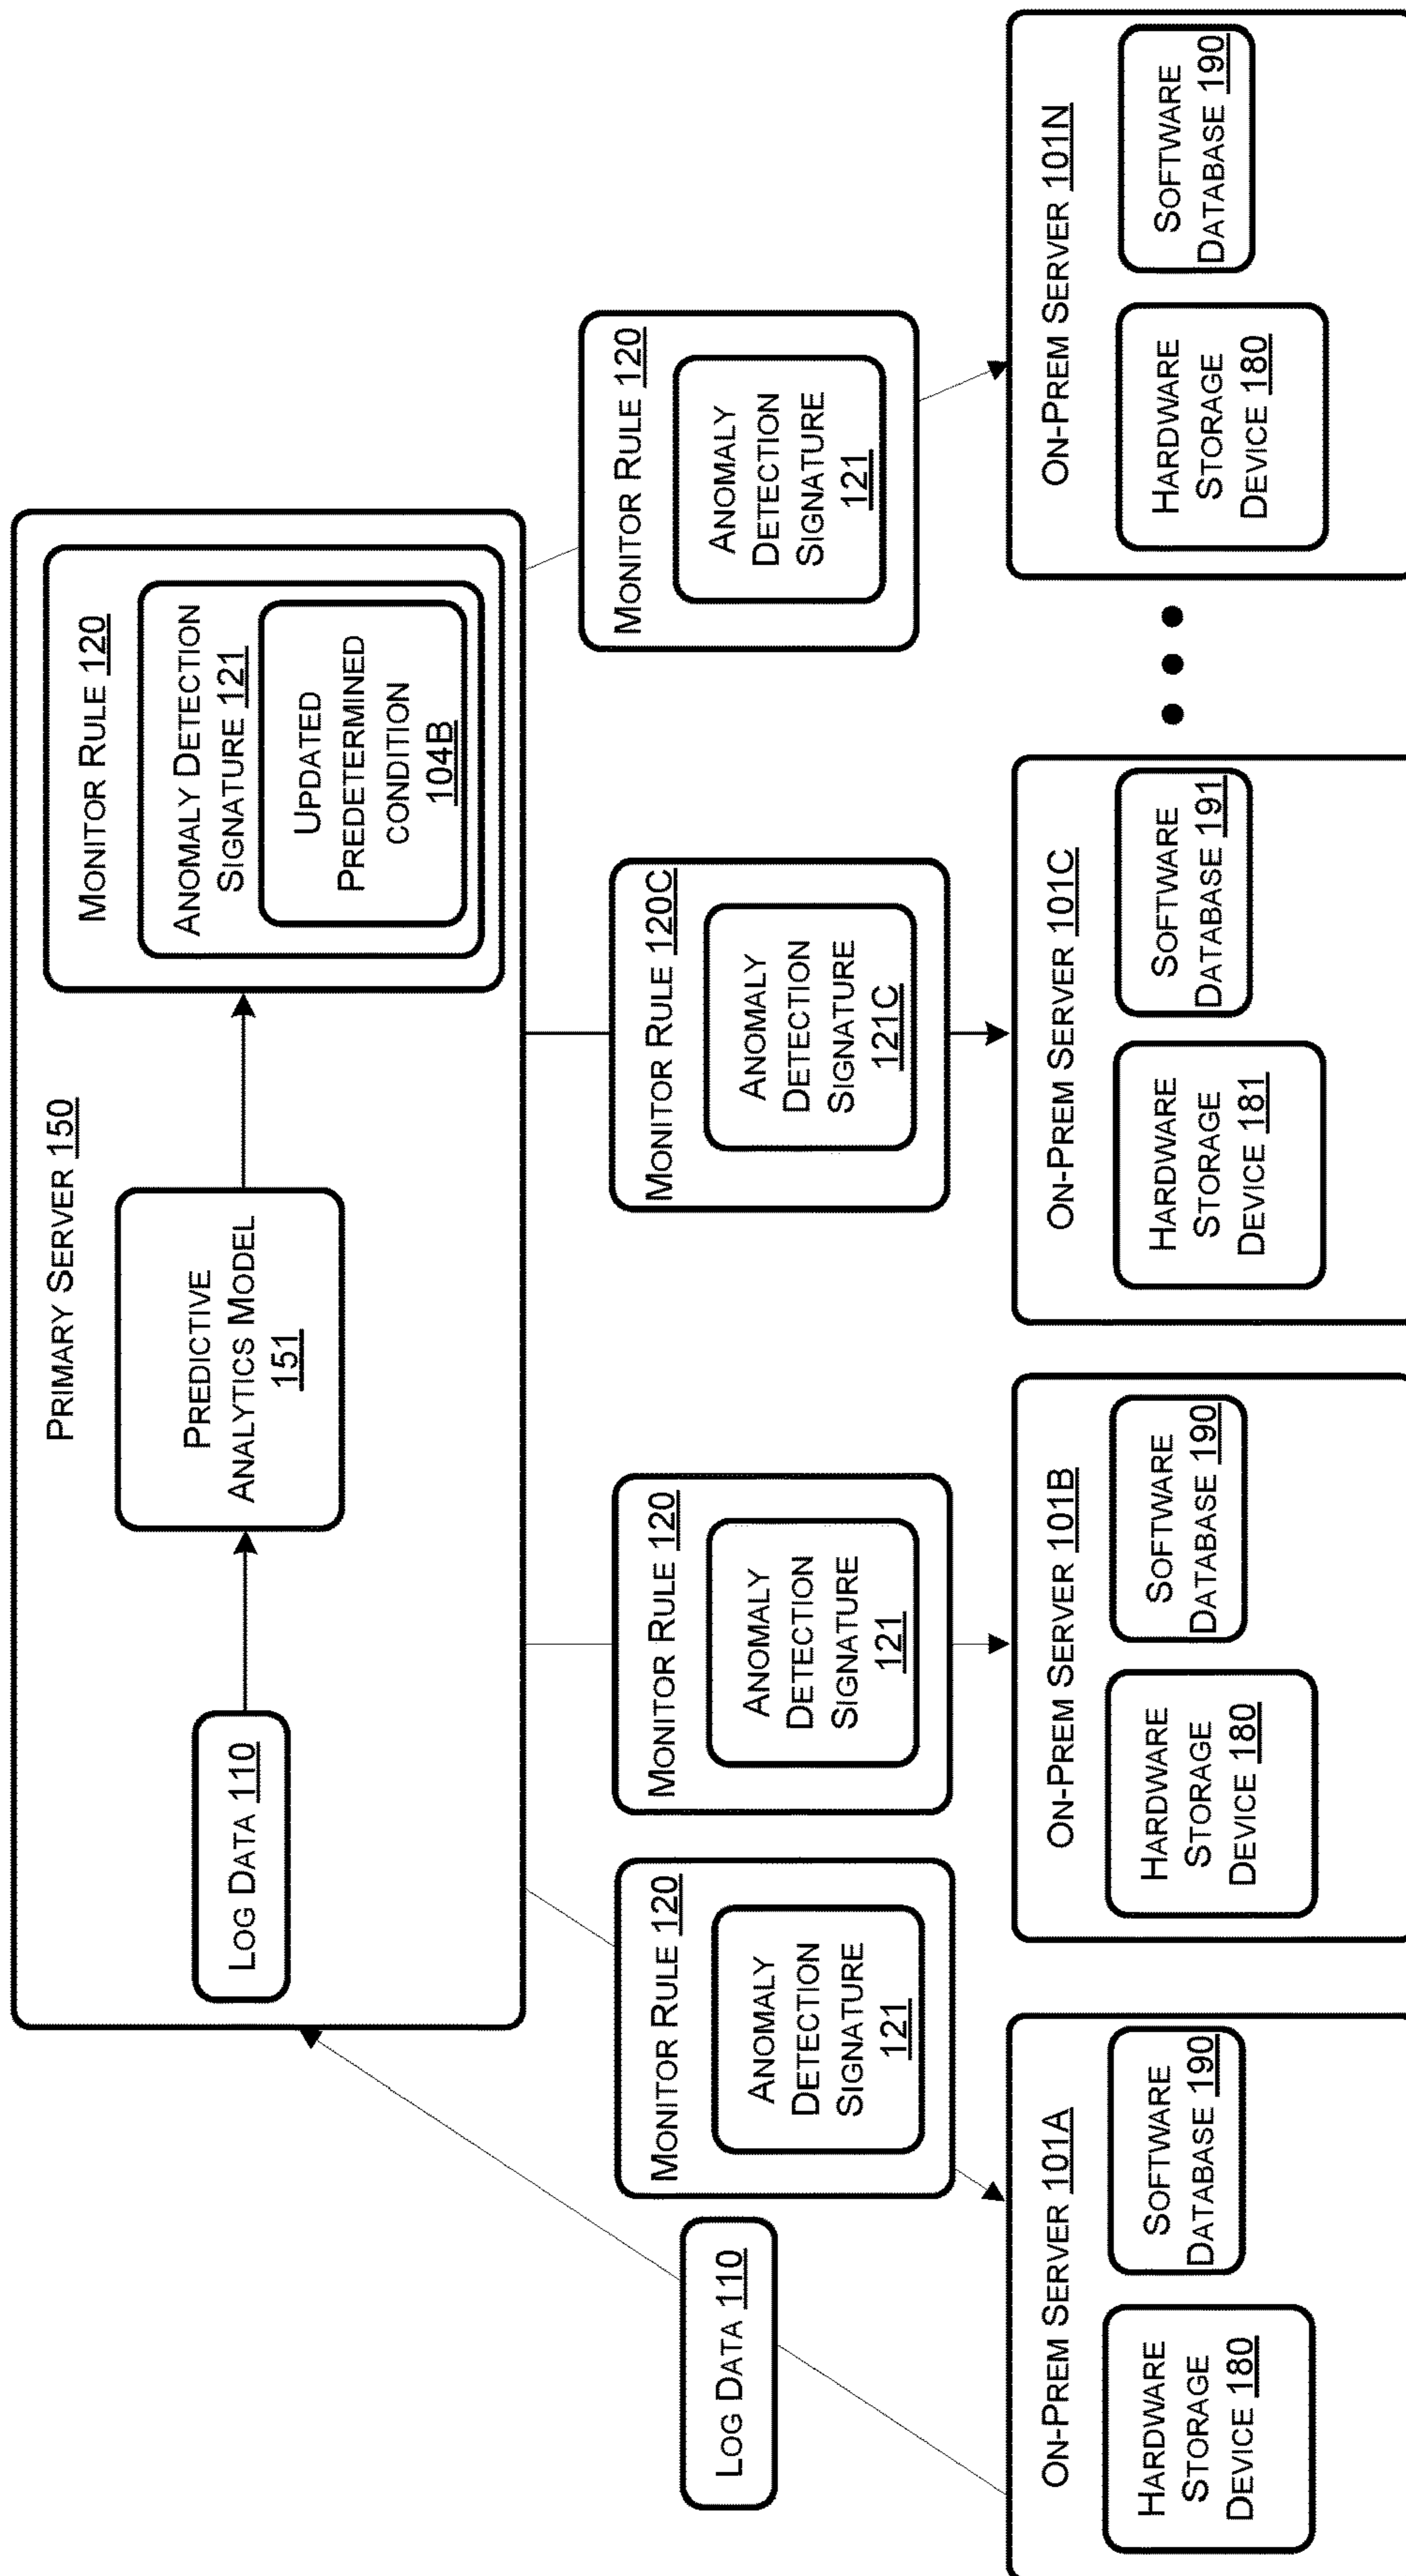 PRIMARY SERVER 150
LOG DATA 110
PREDICTIVE
ANALYTICS MODEL
151
MONITOR RULE 120
ANOMALY DETECTION
SIGNATURE 121
UPDATED
PREDETERMINED
CONDITION
104B
LOG DATA 110
MONITOR RULE 120
ANOMALY
DETECTION
SIGNATURE
121
MONITOR RULE 120
ANOMALY
DETECTION
SIGNATURE
121
MONITOR RULE 120C
ANOMALY
DETECTION
SIGNATURE
121C
MONITOR RULE 120
ANOMALY
DETECTION
SIGNATURE
121
ON-PREM SERVER 101A
HARDWARE
STORAGE
DEVICE 180
SOFTWARE
DATABASE 190
ON-PREM SERVER 101B
HARDWARE
STORAGE
DEVICE 180
SOFTWARE
DATABASE 190
ON-PREM SERVER 101C
HARDWARE
STORAGE
DEVICE 181
SOFTWARE
DATABASE 191
ON-PREM SERVER 101N
HARDWARE
STORAGE
DEVICE 180
SOFTWARE
DATABASE 190